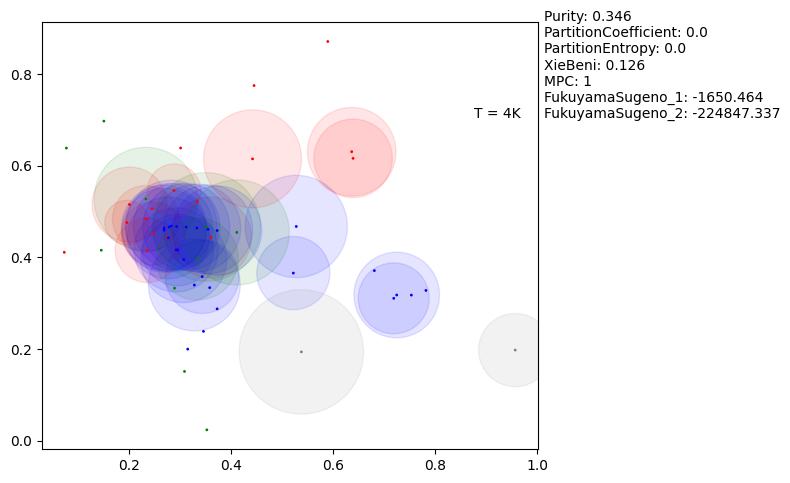 Purity: 0.346
PartitionCoefficient: 0.0
PartitionEntropy: 0.0
XieBeni: 0.126
MPC: 1
FukuyamaSugeno_1: -1650.464
FukuyamaSugeno_2: -224847.337
T = 4K
0.8
0.6
0.4
0.2
0.0
0.2 0.4 0.6 0.8 1.0